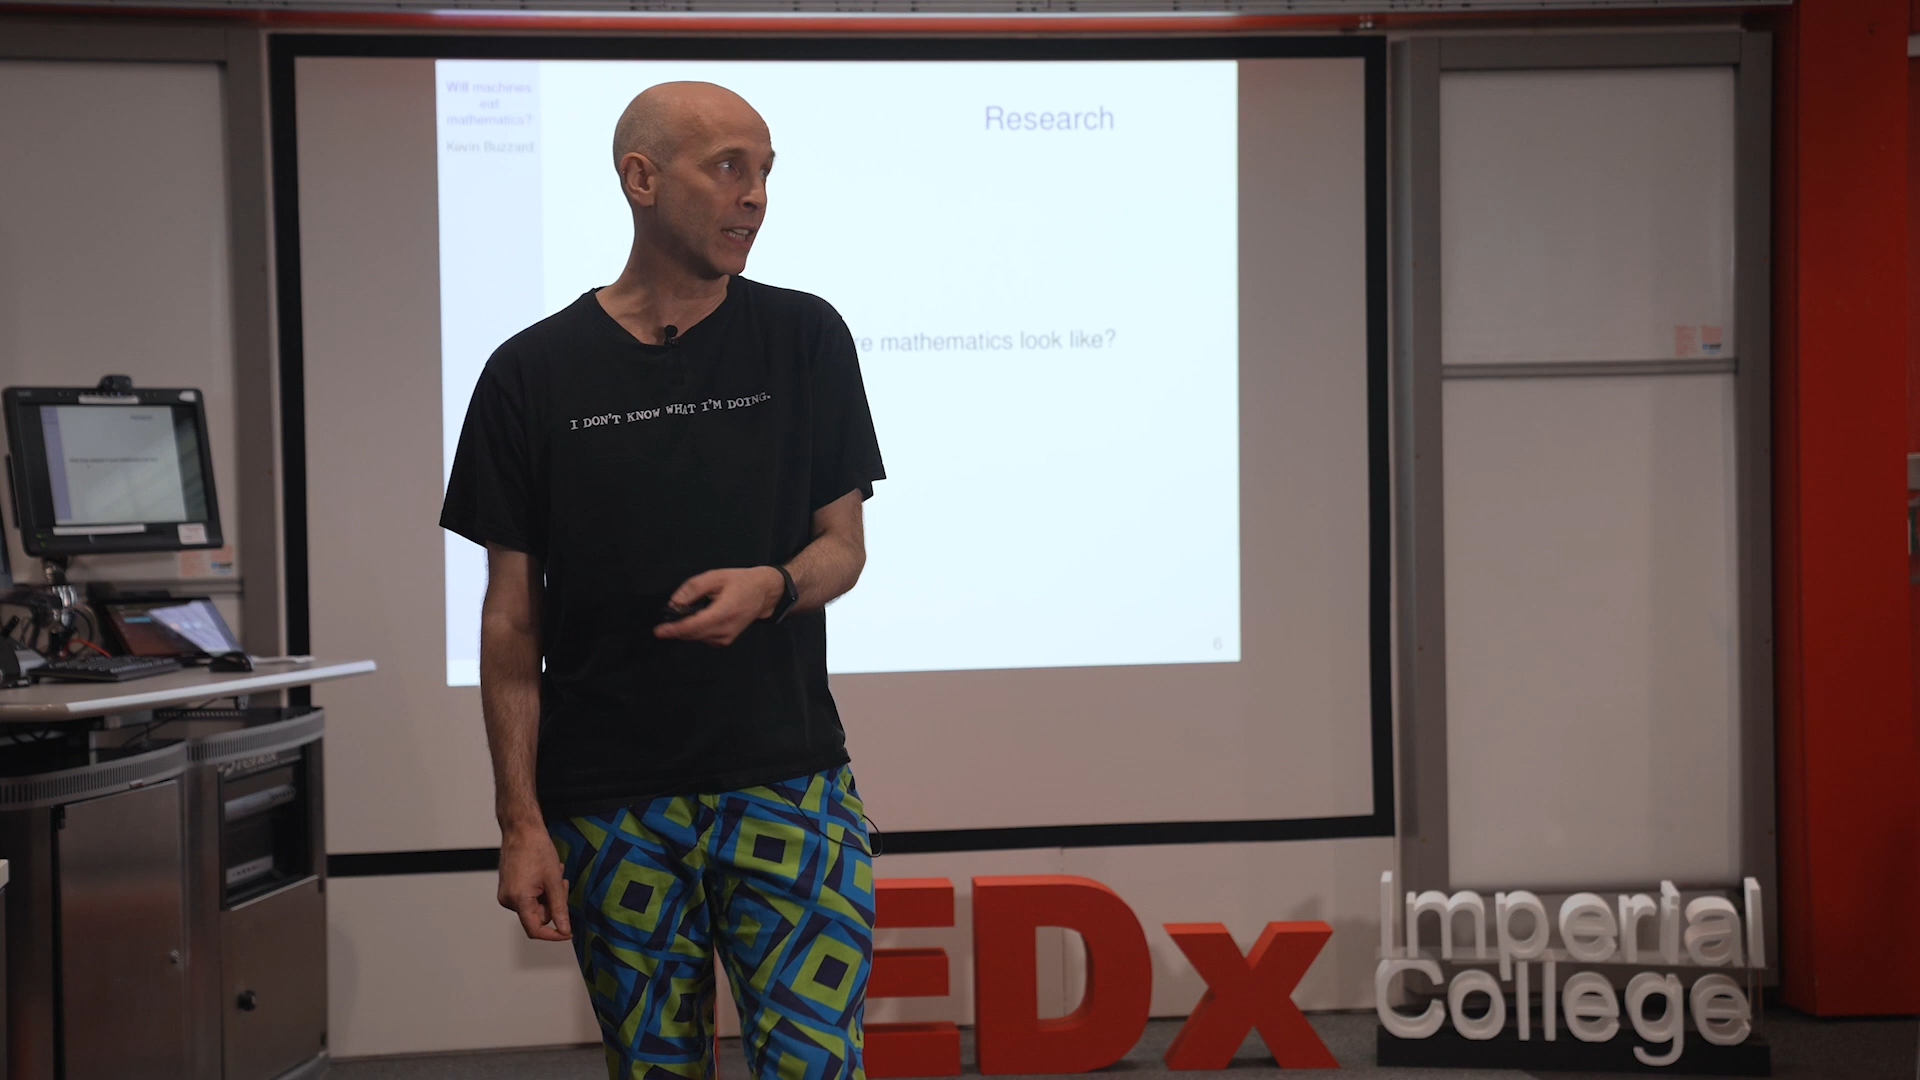 Will machines
eat
mathematics?
Kevin Buzzard
Research
re mathematics look like?
6
I DON'T KNOW WHAT I'M DOING.
EDx
Imperial
College